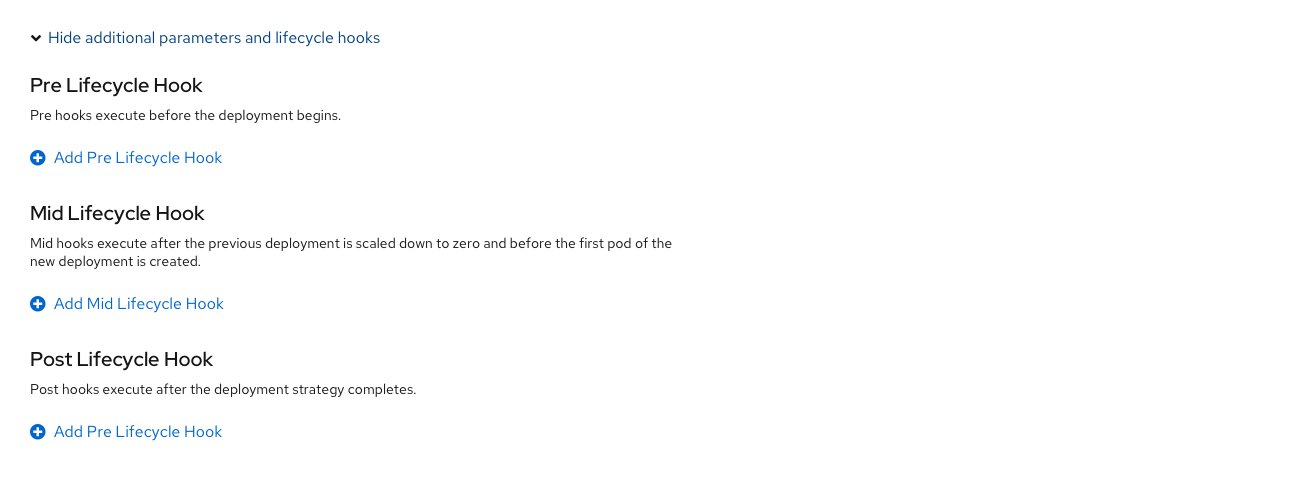 Hide additional parameters and lifecycle hooks
Pre Lifecycle Hook
Pre hooks execute before the deployment begins.
Add Pre Lifecycle Hook
Mid Lifecycle Hook
Mid hooks execute after the previous deployment is scaled down to zero and before the first pod of the
new deployment is created.
Add Mid Lifecycle Hook
Post Lifecycle Hook
Post hooks execute after the deployment strategy completes.
Add Pre Lifecycle Hook